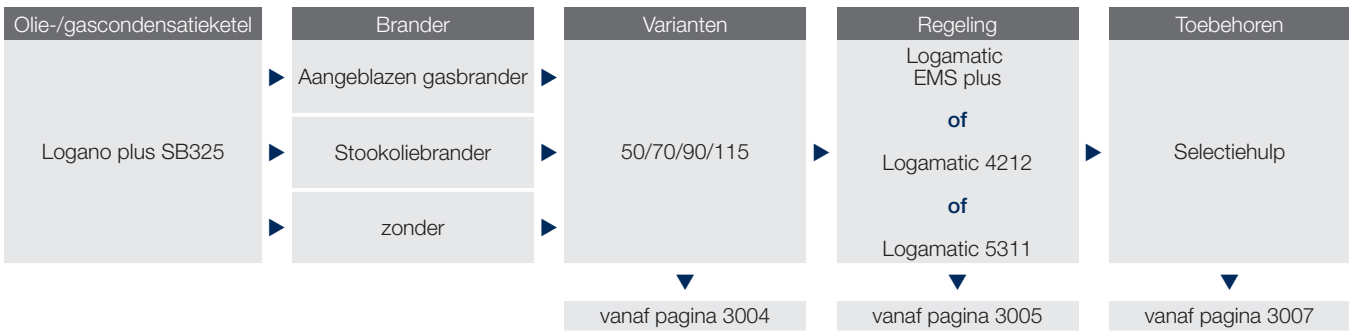 Olie-/gascondensatieketel
Brander
Varianten
Regeling
Toebehoren
Logano plus SB325
Aangeblazen gasbrander
Stookoliebrander
zonder
50/70/90/115
Logamatic
EMS plus
of
Logamatic 4212
of
Logamatic 5311
Selectiehulp
vanaf pagina 3004
vanaf pagina 3005
vanaf pagina 3007